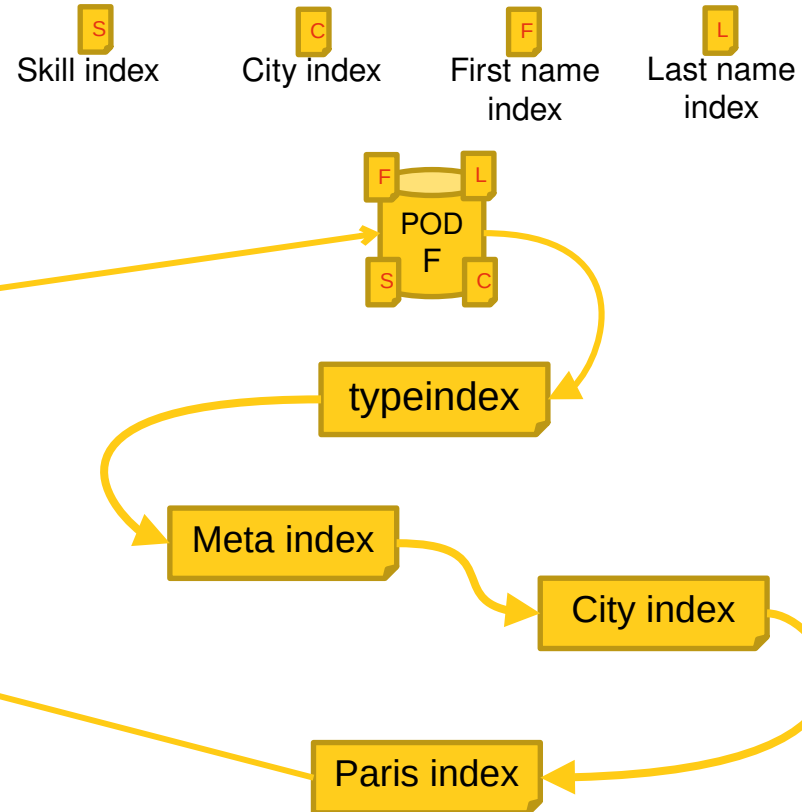 S
C
F
L
Skill index
City index
First name
index
Last name
index
F
L
POD
F
S
C
typeindex
Meta index
City index
Paris index